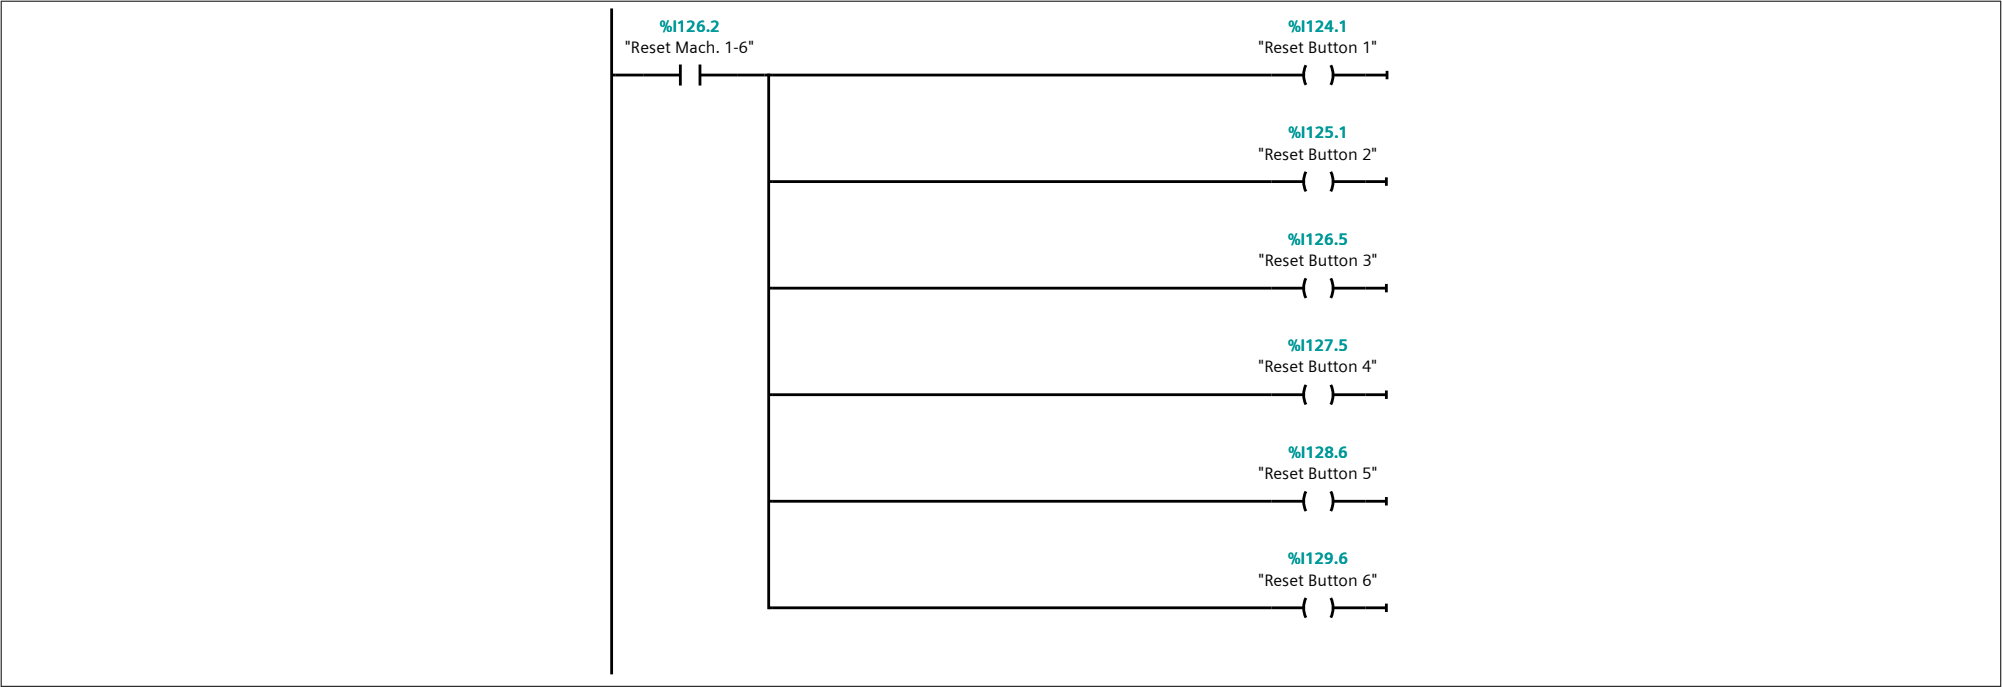 %I126.2
"Reset Mach. 1-6"
%I124.1
"Reset Button 1"
%I125.1
"Reset Button 2"
%I126.5
"Reset Button 3"
%I127.5
"Reset Button 4"
%I128.6
"Reset Button 5"
%I129.6
"Reset Button 6"